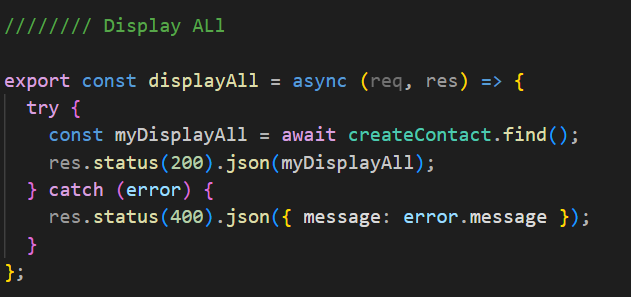 //////// Display ALl
export const displayAll = async (req, res) => {
  try {
    const myDisplayAll = await createContact.find();
    res.status(200).json(myDisplayAll);
  } catch (error) {
    res.status(400).json({ message: error.message });
  }
};